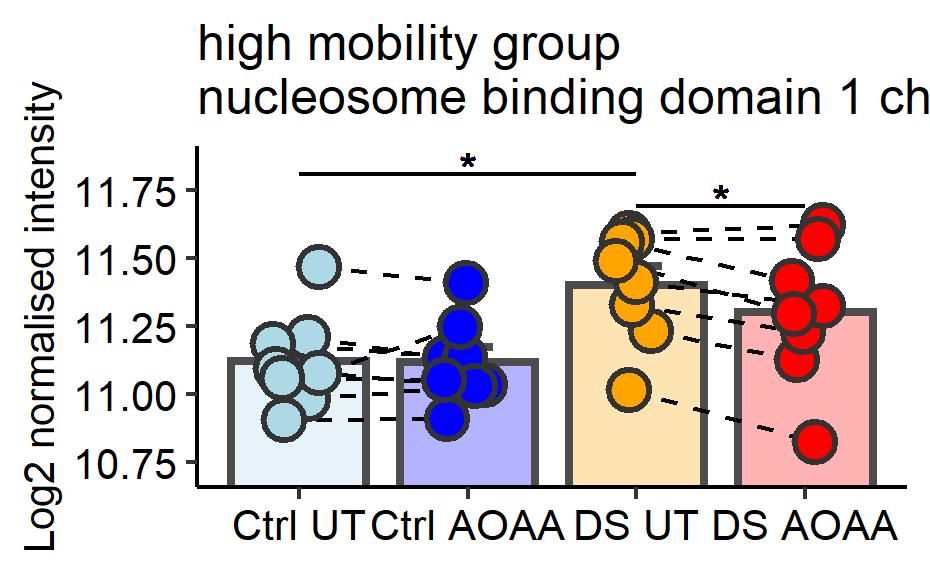 high mobility group
nucleosome binding domain 1 ch
Log2 normalised intensity
*
*
11.75
11.50
11.25
11.00
10.75
Ctrl UT Ctrl AOAA DS UT DS AOAA